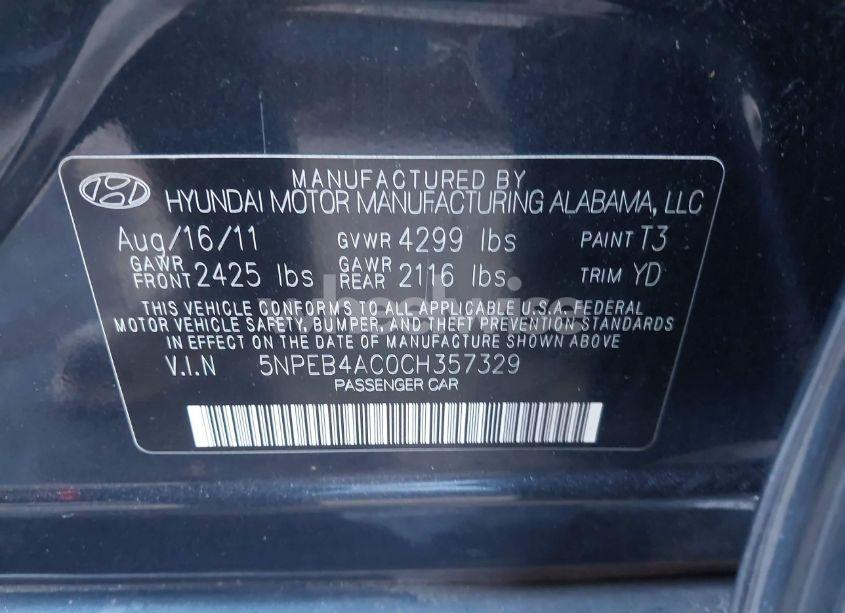 MANUFACTURED BY
HYUNDAI MOTOR MANUFACTURING ALABAMA, LLC
Aug/16/11 GVWR 4299 lbs PAINT T3
GAWR FRONT 2425 lbs GAWR REAR 2116 lbs TRIM YD
THIS VEHICLE CONFORMS TO ALL APPLICABLE U.S.A. FEDERAL
MOTOR VEHICLE SAFETY, BUMPER, AND THEFT PREVENTION STANDARDS
IN EFFECT ON THE DATE OF MANUFACTURE SHOWN ABOVE.
V.I.N 5NPEB4AC0CH357329
PASSENGER CAR